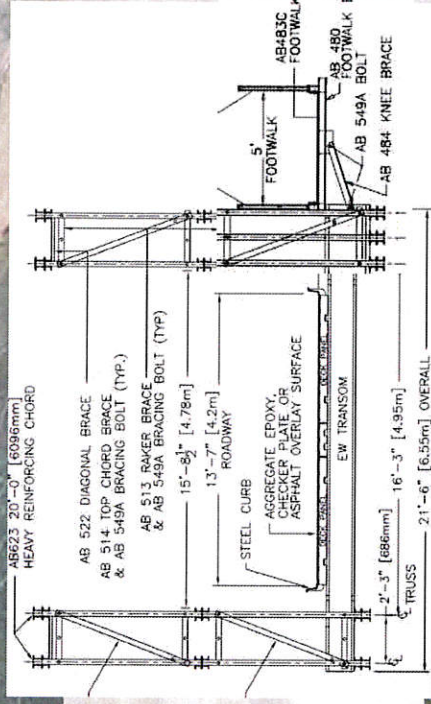 AB623 20'-0" [6096mm]
HEAVY REINFORCING CHORD
AB 522 DIAGONAL BRACE
AB 514 TOP CHORD BRACE
& AB 549A BRACING BOLT (TYP.)
AB 513 RAKER BRACE
& AB 549A BRACING BOLT (TYP)
15'-8½" [4.78m]
13'-7" [4.2m]
ROADWAY
STEEL CURB
AGGREGATE EPOXY,
CHECKER PLATE OR
ASPHALT OVERLAY SURFACE
DECK PANEL
DECK PANEL
EW TRANSOM
2'-3" [686mm]
16'-3" [4.95m]
TRUSS
21'-6" [6.55m] OVERALL
5'
FOOTWALK
AB483C
FOOTWALK
AB 480
FOOTWALK
AB 549A BOLT
AB 484 KNEE BRACE